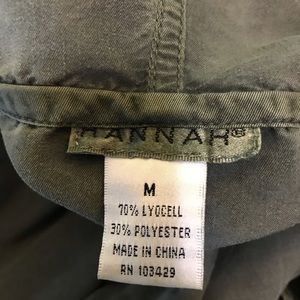 HANNAH®
M
70% LYOCELL
30% POLYESTER
MADE IN CHINA
RN 103429